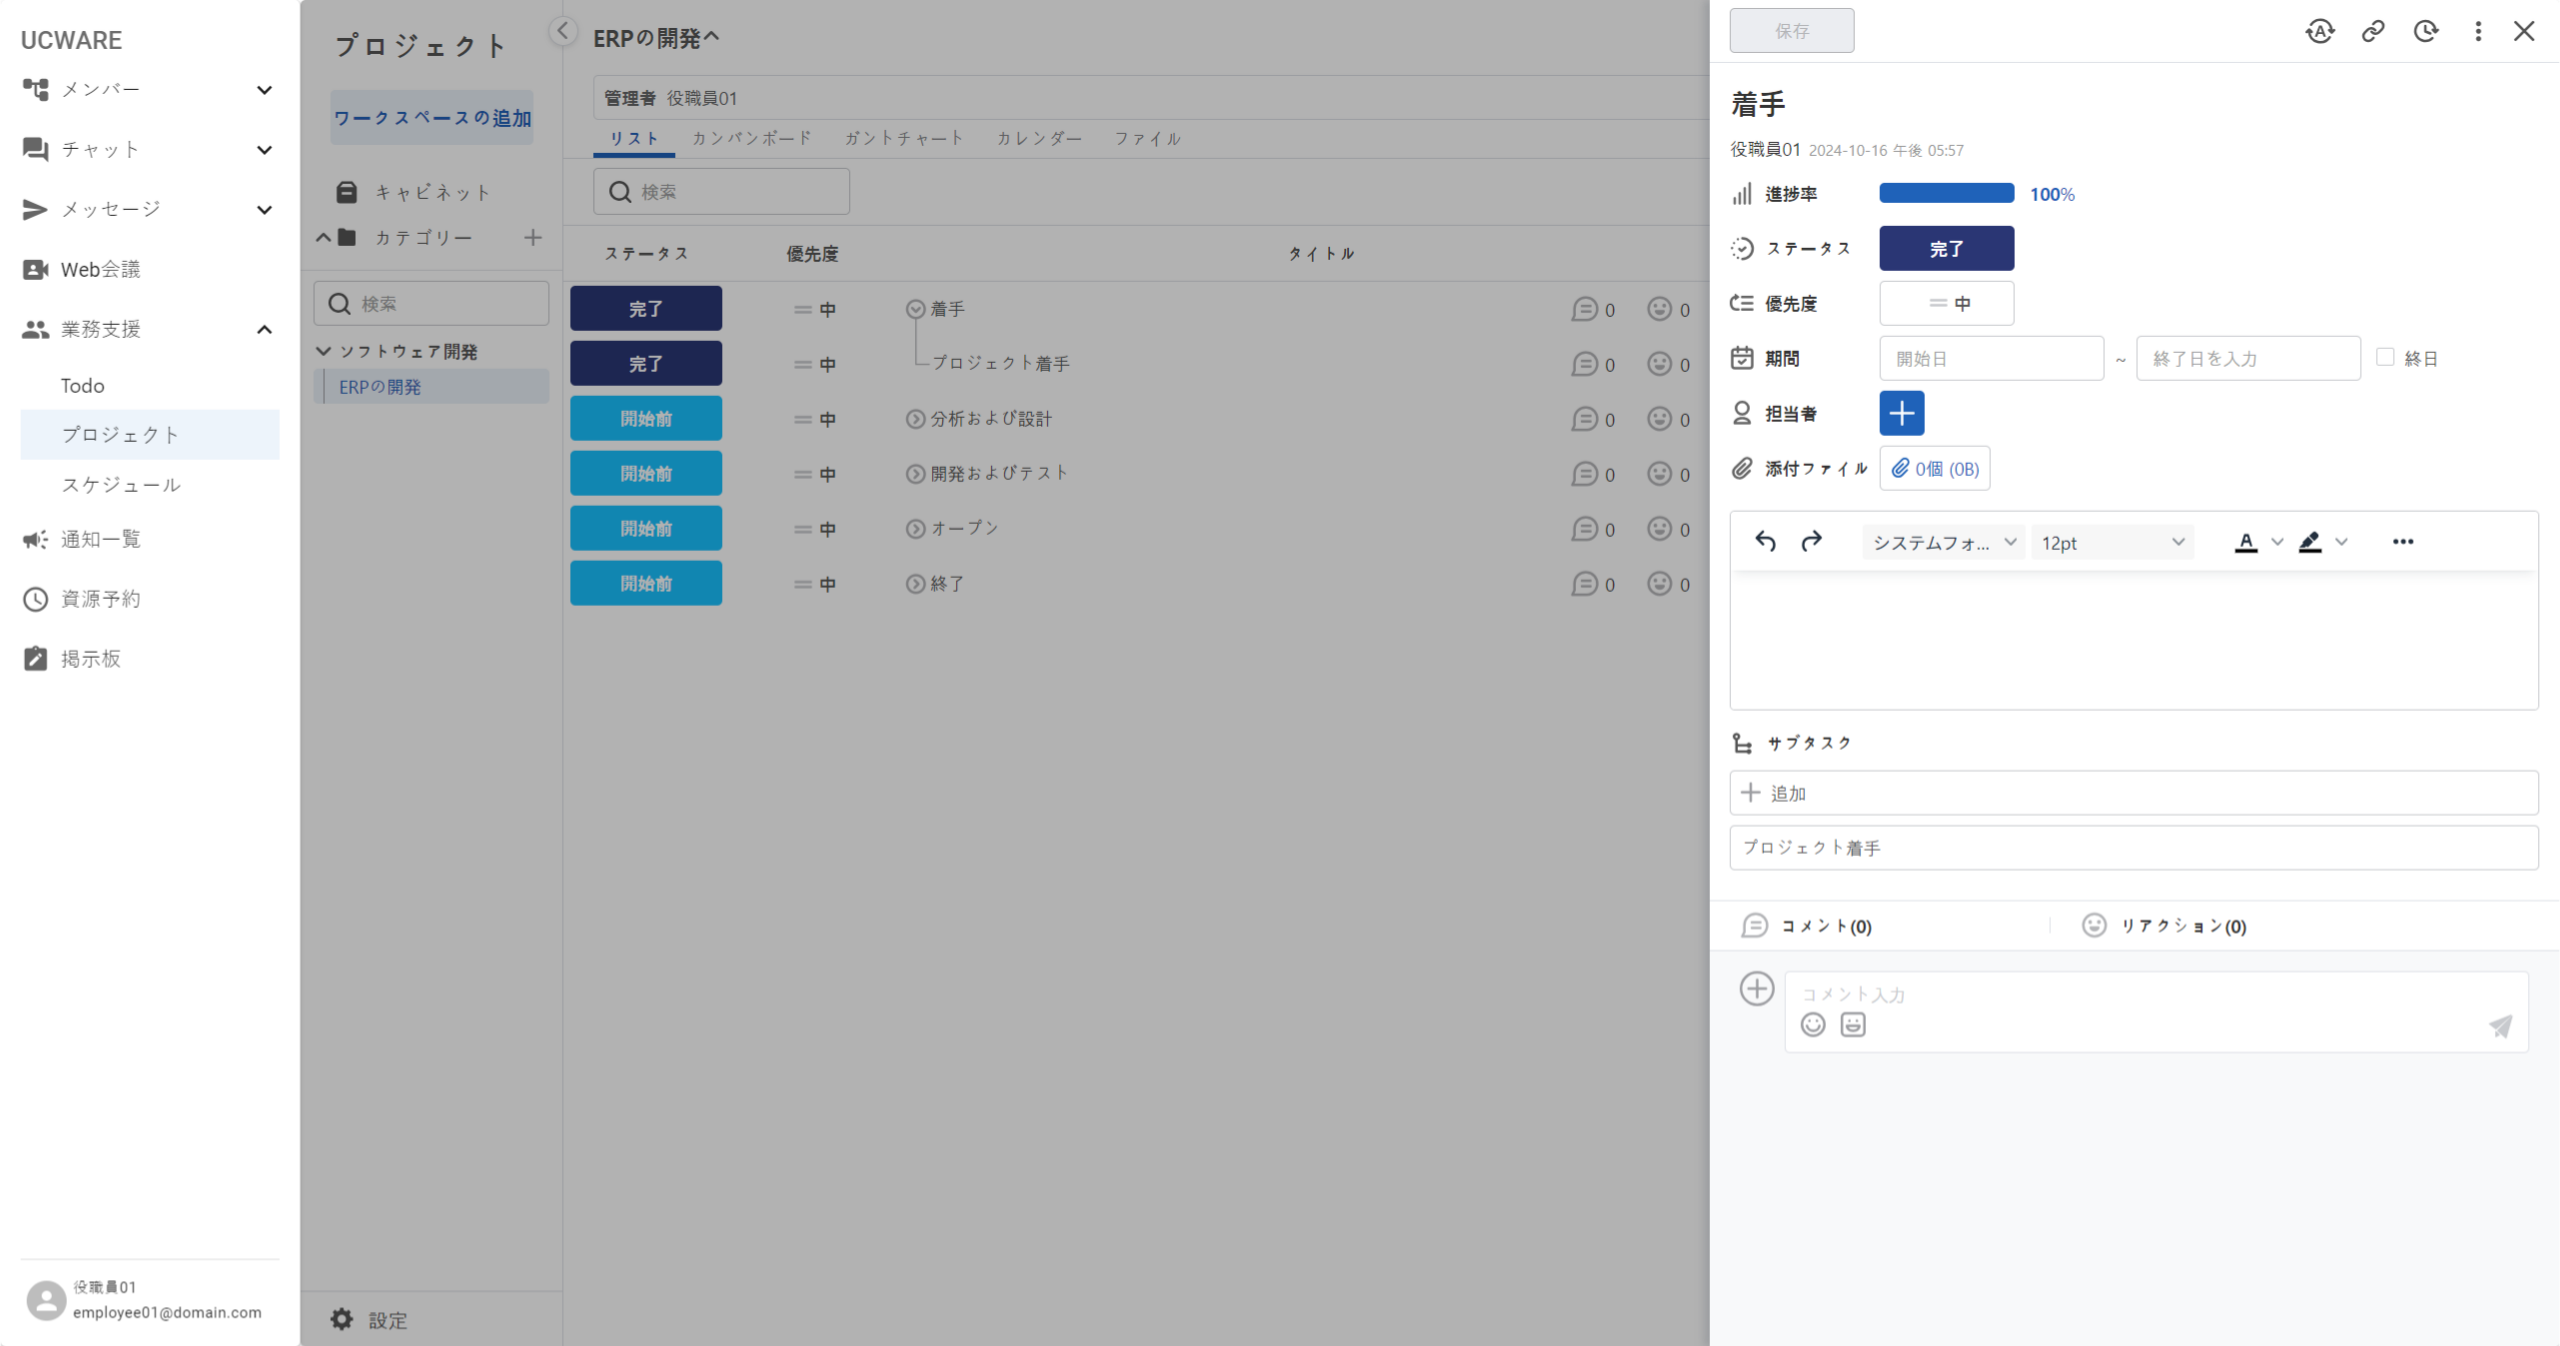 UCWARE
メンバー
チャット
メッセージ
Web会議
業務支援
Todo
プロジェクト
スケジュール
通知一覧
資源予約
掲示板
役職員01
employee01@domain.com
プロジェクト
ワークスペースの追加
キャビネット
カテゴリー
検索
ソフトウェア開発
ERPの開発
設定
ERPの開発
管理者 役職員01
リスト カンバンボード ガントチャート カレンダー ファイル
検索
ステータス 優先度 タイトル
完了 中 着手 0 0
完了 中 プロジェクト着手 0 0
開始前 中 分析および設計 0 0
開始前 中 開発およびテスト 0 0
開始前 中 オープン 0 0
開始前 中 終了 0 0
保存
着手
役職員01 2024-10-16 午後 05:57
進捗率 100%
ステータス 完了
優先度 中
期間 開始日 ~ 終了日を入力 終日
担当者
添付ファイル 0個 (0B)
システムフォ... 12pt
サブタスク
追加
プロジェクト着手
コメント(0) リアクション(0)
コメント入力